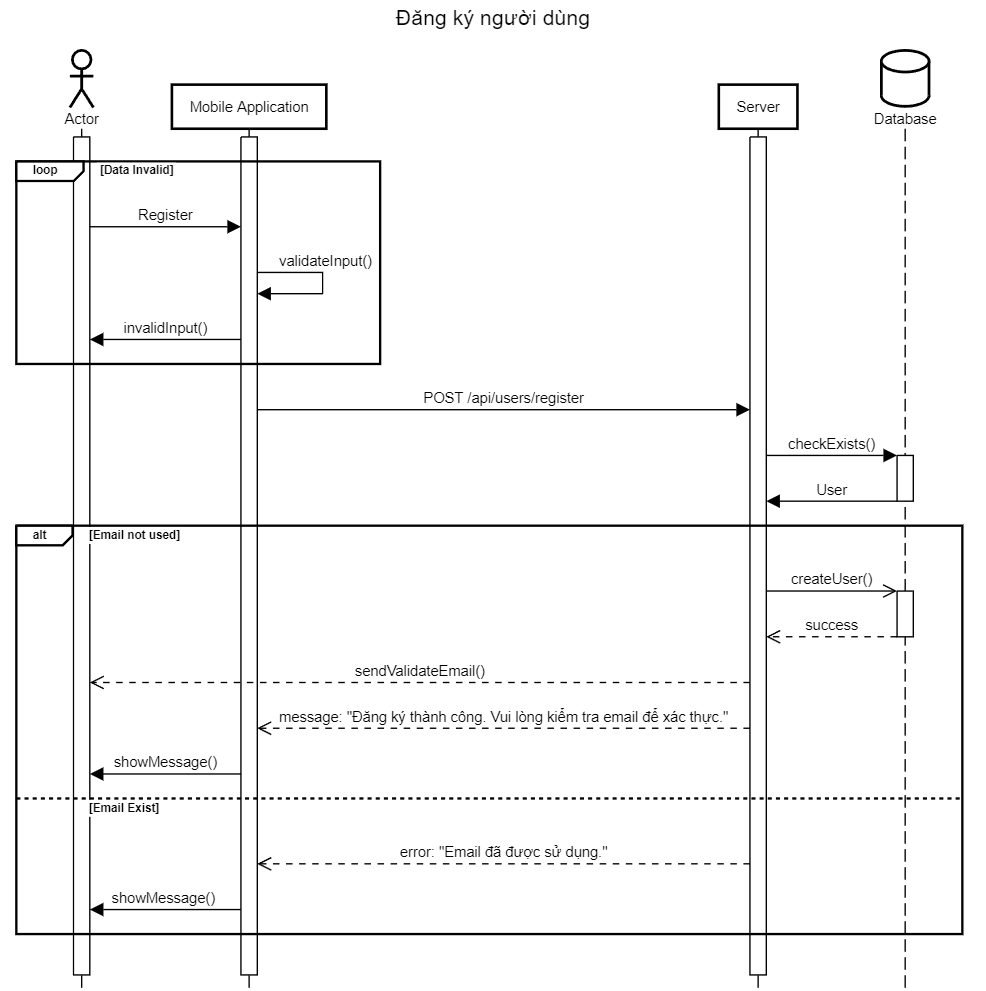 Đăng ký người dùng
Actor
Mobile Application
Server
Database
loop
[Data Invalid]
Register
validateInput()
invalidInput()
POST /api/users/register
checkExists()
User
alt
[Email not used]
createUser()
success
sendValidateEmail()
message: "Đăng ký thành công. Vui lòng kiểm tra email để xác thực."
showMessage()
[Email Exist]
error: "Email đã được sử dụng."
showMessage()